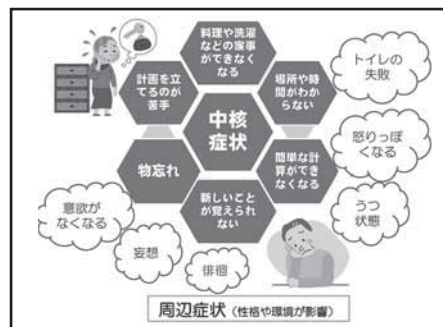 料理や洗濯
などの家事
ができなく
なる
計画を立
てるのが
苦手
場所や時
間がわか
らない
中核
症状
物忘れ
簡単な計
算ができ
なくなる
新しいこと
が覚えられ
ない
トイレの
失敗
怒りっぽ
くなる
うつ
状態
意欲が
なくなる
妄想
徘徊
周辺症状（性格や環境が影響）